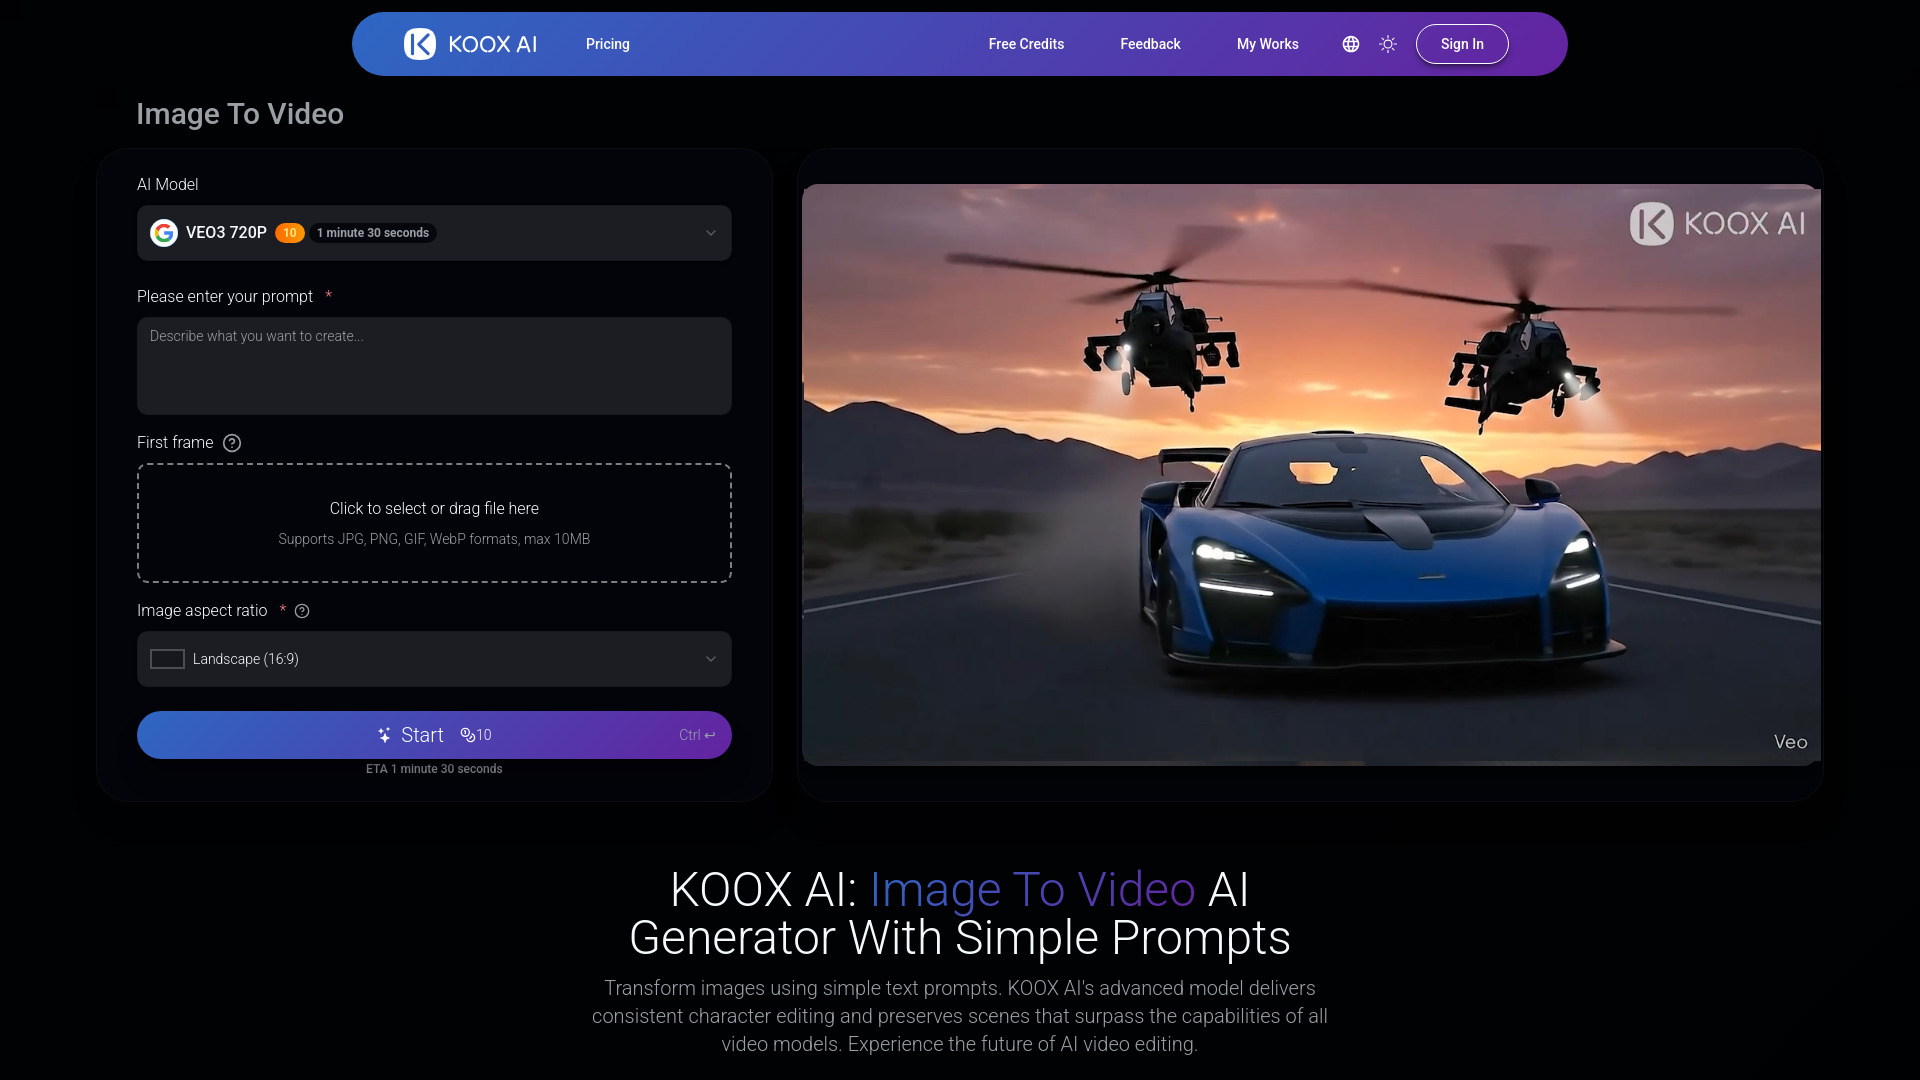 KOOX AI
Pricing
Free Credits
Feedback
My Works
Sign In
Image To Video
AI Model
VEO3 720P 10 1 minute 30 seconds
Please enter your prompt *
Describe what you want to create...
First frame ?
Click to select or drag file here
Supports JPG, PNG, GIF, WebP formats, max 10MB
Image aspect ratio * ?
Landscape (16:9)
Start 10 Ctrl ↩
ETA 1 minute 30 seconds
KOOX AI
Veo
KOOX AI: Image To Video AI
Generator With Simple Prompts
Transform images using simple text prompts. KOOX AI's advanced model delivers
consistent character editing and preserves scenes that surpass the capabilities of all
video models. Experience the future of AI video editing.